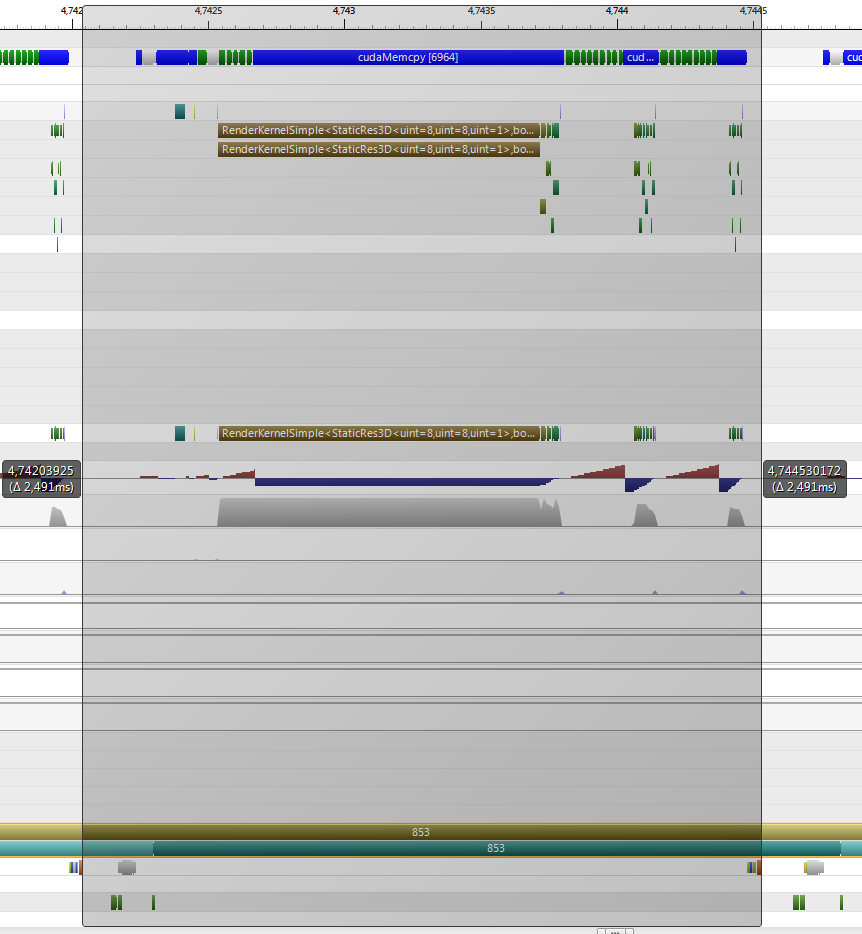 4,742
4,7425
4,743
4,7435
4,744
4,7445
cudaMemcpy [6964]
cud...
cud
RenderKernelSimple<StaticRes3D<uint=8,uint=8,uint=1>,bo...
RenderKernelSimple<StaticRes3D<uint=8,uint=8,uint=1>,bo...
RenderKernelSimple<StaticRes3D<uint=8,uint=8,uint=1>,bo...
4,74203925
(Δ 2,491ms)
4,744530172
(Δ 2,491ms)
853
853